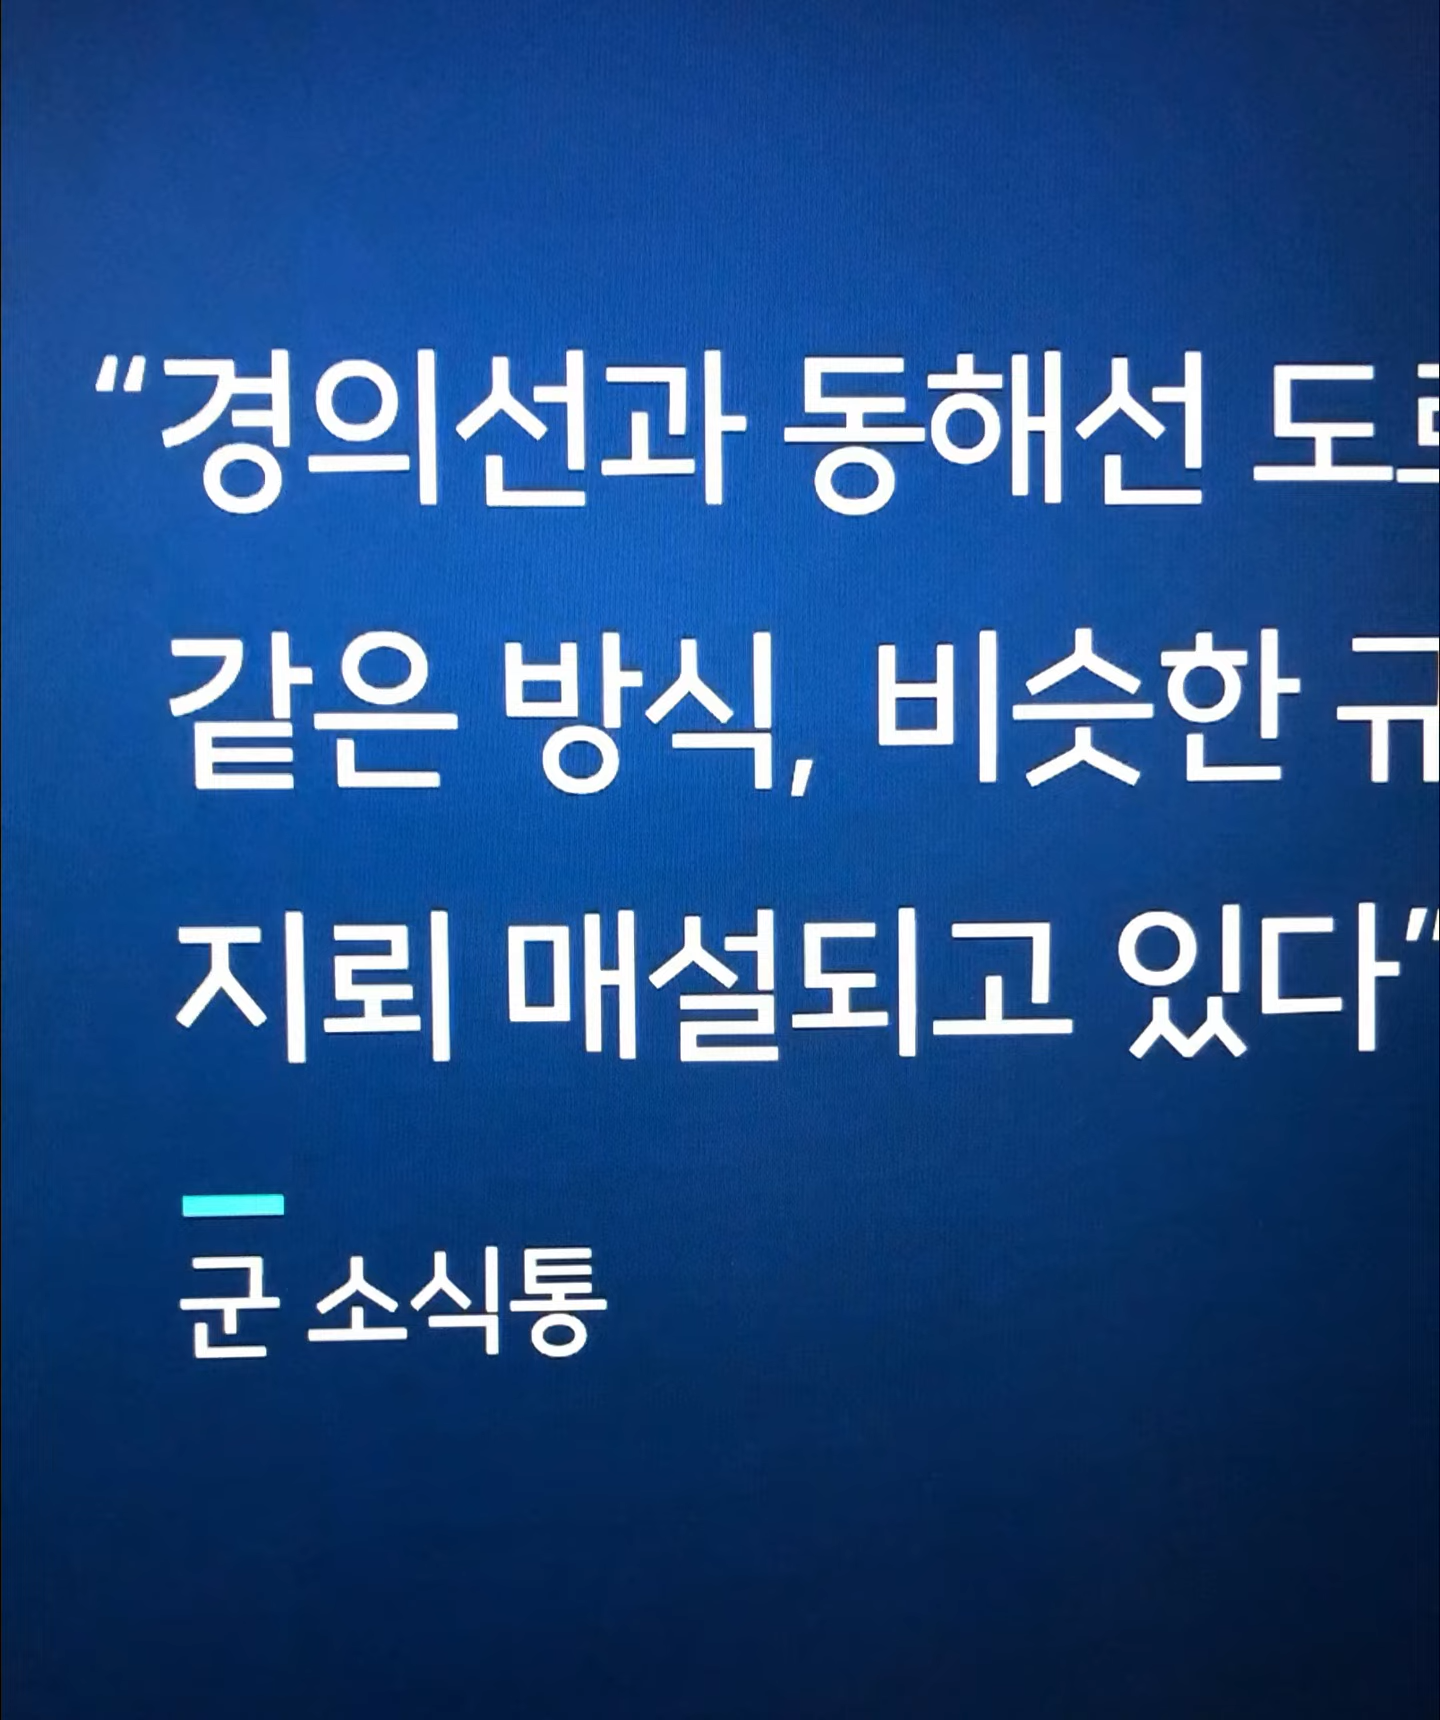 “경의선과 동해선
같은 방식, 비슷한
지뢰 매설되고 있다”
군 소식통